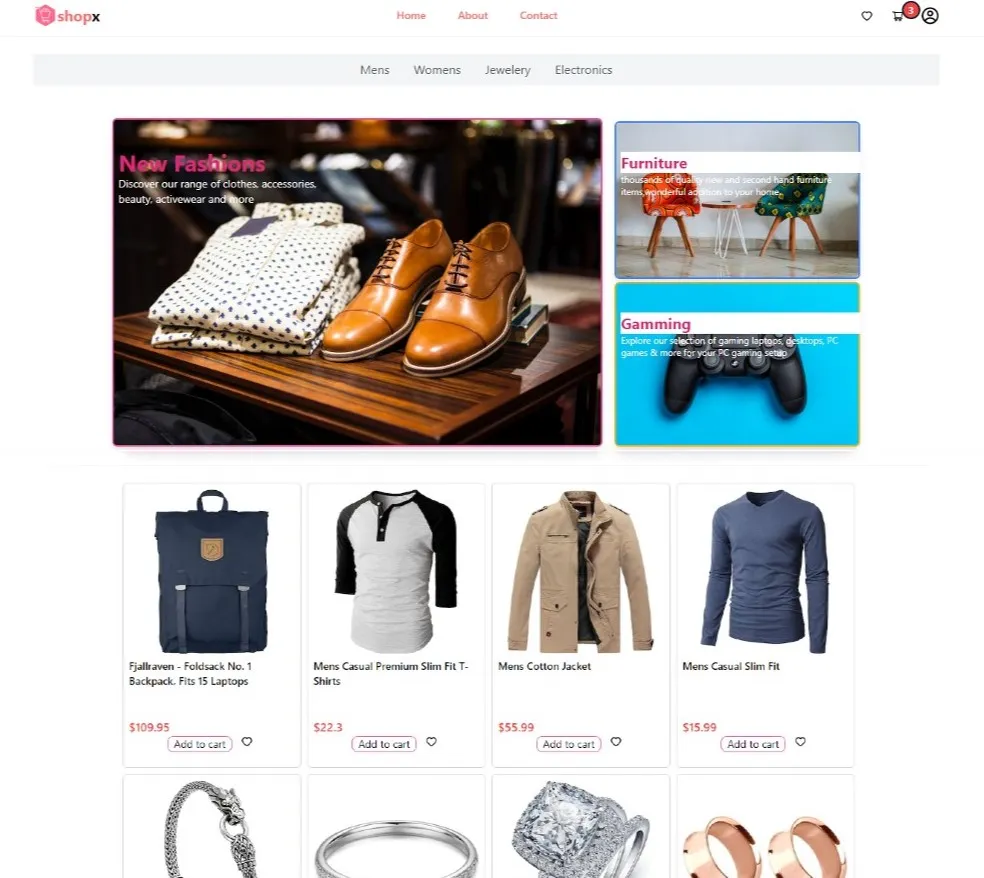 shopx
Home About Contact
3
Mens Womens Jewelery Electronics
New Fashions
Discover our range of clothes, accessories,
beauty, activewear and more
Furniture
thousands of quality new and second hand furniture
items,wonderful addition to your home.
Gamming
Explore our selection of gaming laptops, desktops, PC
games & more for your PC gaming setup
Fjallraven - Foldsack No. 1
Backpack, Fits 15 Laptops
$109.95
Add to cart
Mens Casual Premium Slim Fit T-
Shirts
$22.3
Add to cart
Mens Cotton Jacket
$55.99
Add to cart
Mens Casual Slim Fit
$15.99
Add to cart